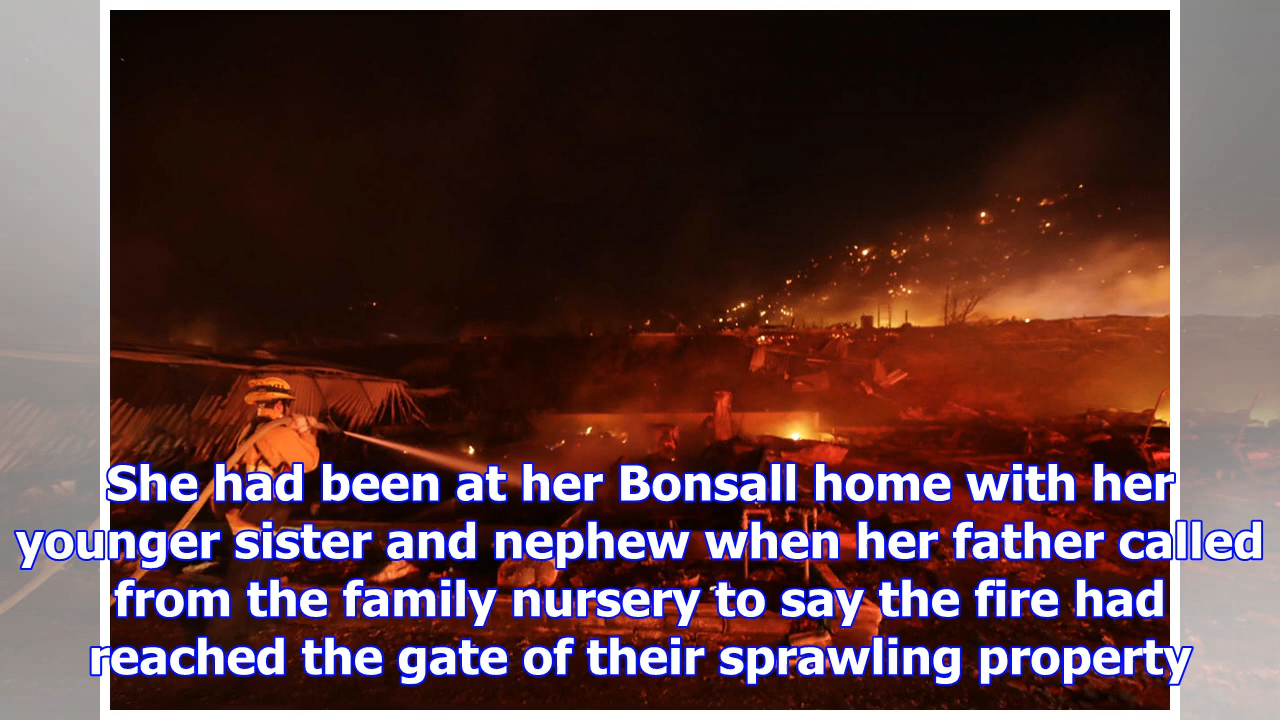 She had been at her Bonsall home with her
younger sister and nephew when her father called
from the family nursery to say the fire had
reached the gate of their sprawling property